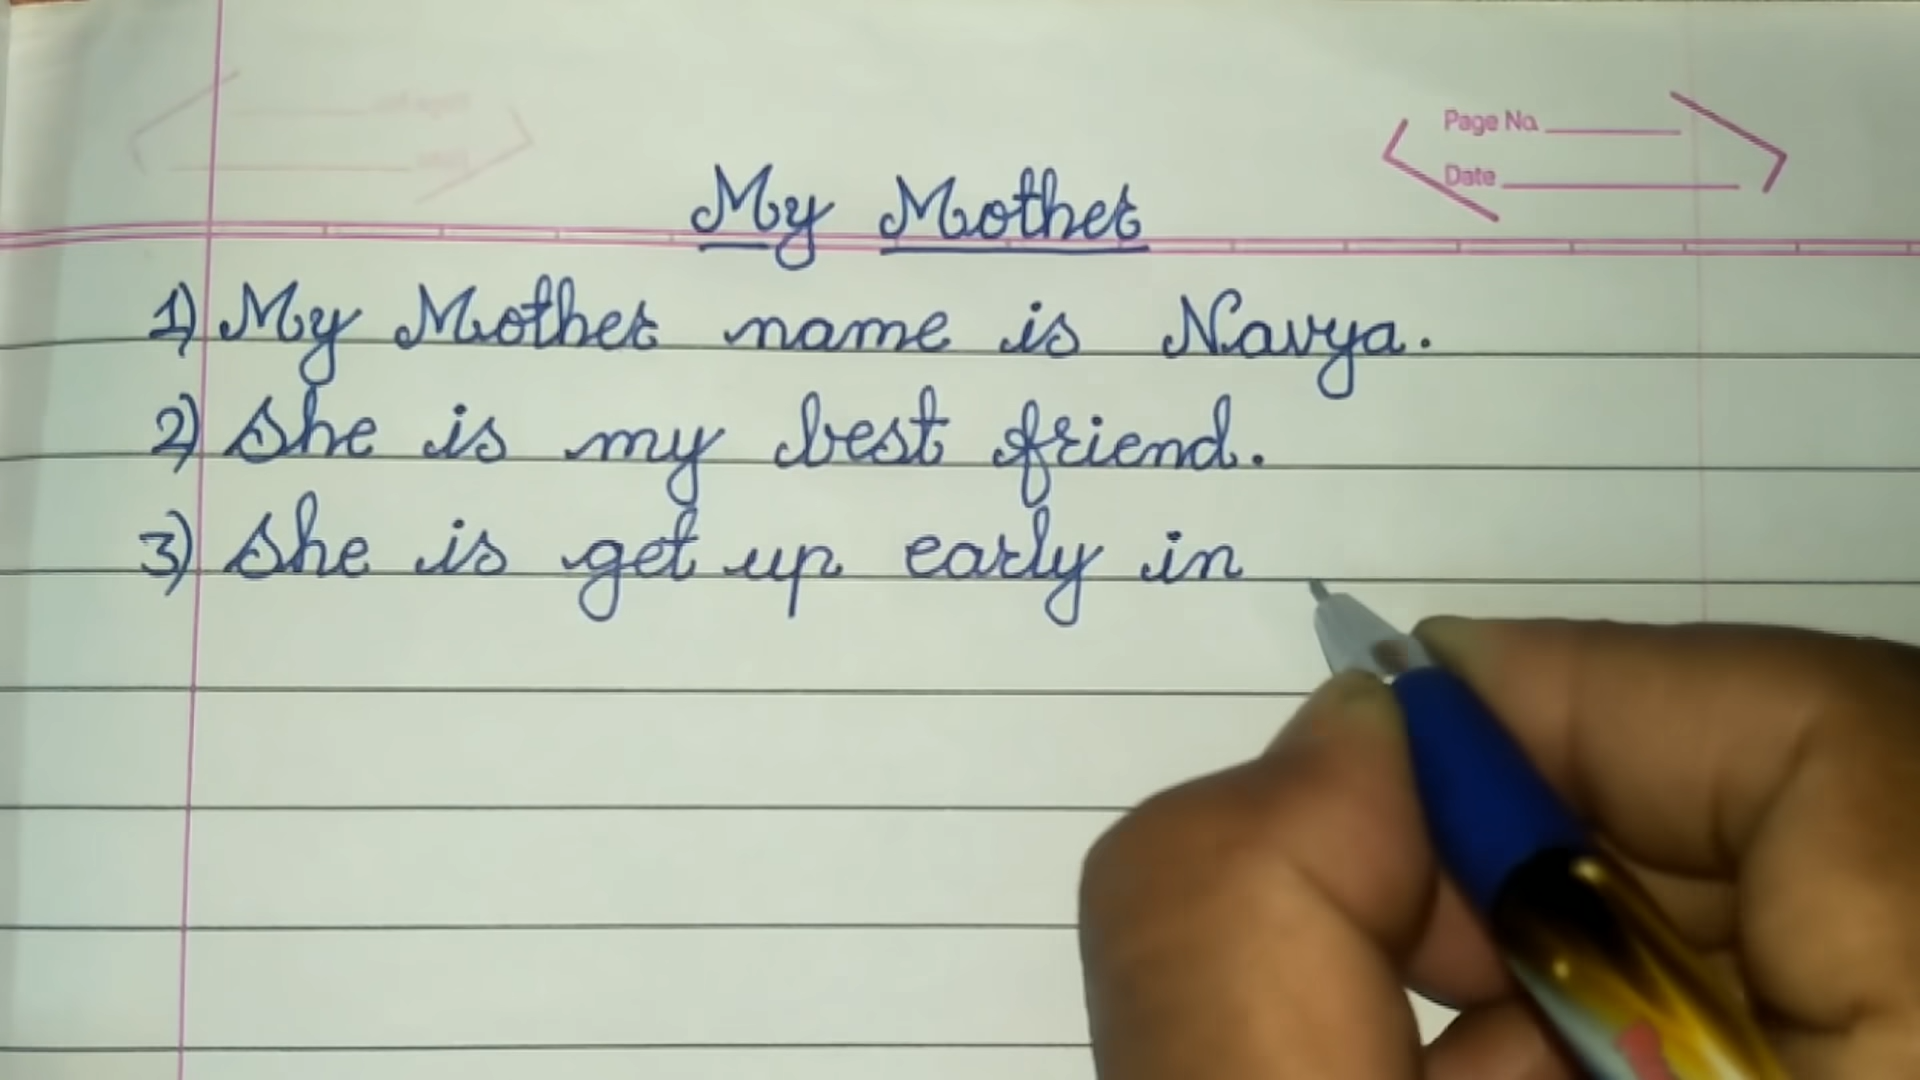 Page No.
Date
My Mother
1) My Mother name is Navya.
2) She is my best friend.
3) She is get up early in